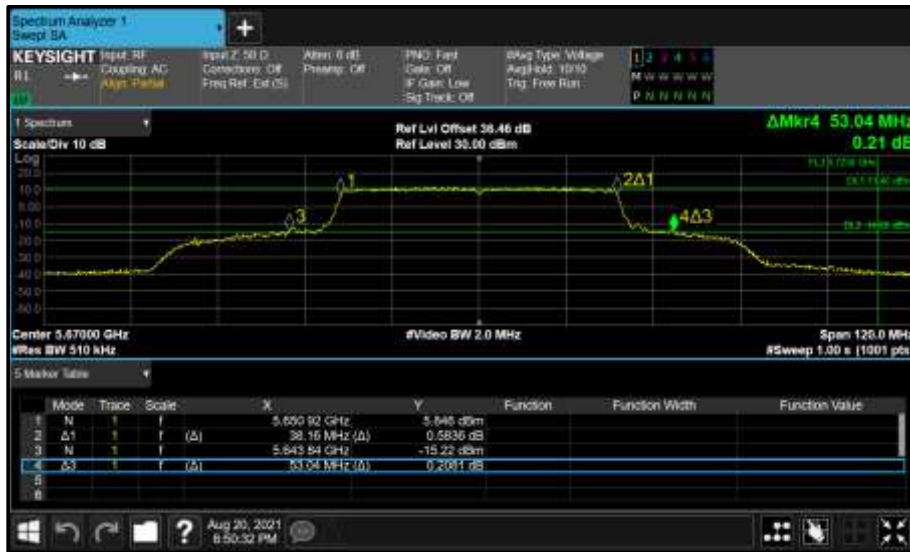 Spectrum Analyzer 1
Swept SA
+
KEYSIGHT Input: RF Input Z: 50 Ω Atten: 6 dB PNO: Fast #Avg Type: Voltage 1 2 3 4 5 6
R L Coupling: AC Corrections: Off Preamp: Off Gate: Off Avg|Hold: 10/10 M W W W W W
Align: Partial Freq Ref: Ext (S) IF Gain: Low Trig: Free Run
Sig Track: Off P N N N N N
1 Spectrum Ref Lvl Offset 36.46 dB ΔMkr4 53.04 MHz
Scale/Div 10 dB Ref Level 30.00 dBm 0.21 dB
Log
20.0
10.0 1 2Δ1
0.00
-10.0 3 4Δ3
-20.0
-30.0
-40.0
-50.0
Center 5.67000 GHz #Video BW 2.0 MHz Span 120.0 MHz
#Res BW 510 kHz #Sweep 1.00 s (1001 pts
5 Marker Table
Mode Trace Scale X Y Function Function Width Function Value
1 N 1 f 5.650 92 GHz 5.846 dBm
2 Δ1 1 f (Δ) 38.16 MHz (Δ) 0.5836 dB
3 N 1 f 5.643 84 GHz -15.22 dBm
4 Δ3 1 f (Δ) 53.04 MHz (Δ) 0.2081 dB
5
6
? Aug 20, 2021
6:50:32 PM